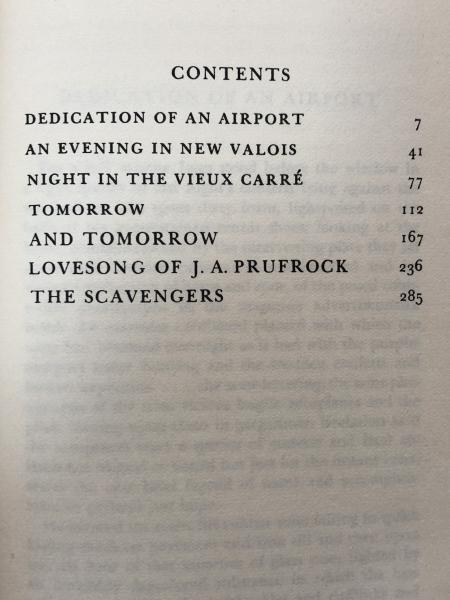 CONTENTS
DEDICATION OF AN AIRPORT 7
AN EVENING IN NEW VALOIS 41
NIGHT IN THE VIEUX CARRÉ 77
TOMORROW 112
AND TOMORROW 167
LOVESONG OF J. A. PRUFROCK 236
THE SCAVENGERS 285